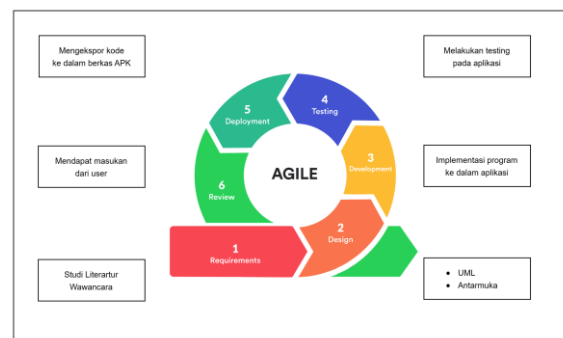 Mengekspor kode
ke dalam berkas APK
Melakukan testing
pada aplikasi
5
Deployment
4
Testing
Mendapat masukan
dari user
6
Review
AGILE
3
Development
Implementasi program
ke dalam aplikasi
1
Requirements
2
Design
Studi Literartur
Wawancara
• UML
• Antarmuka